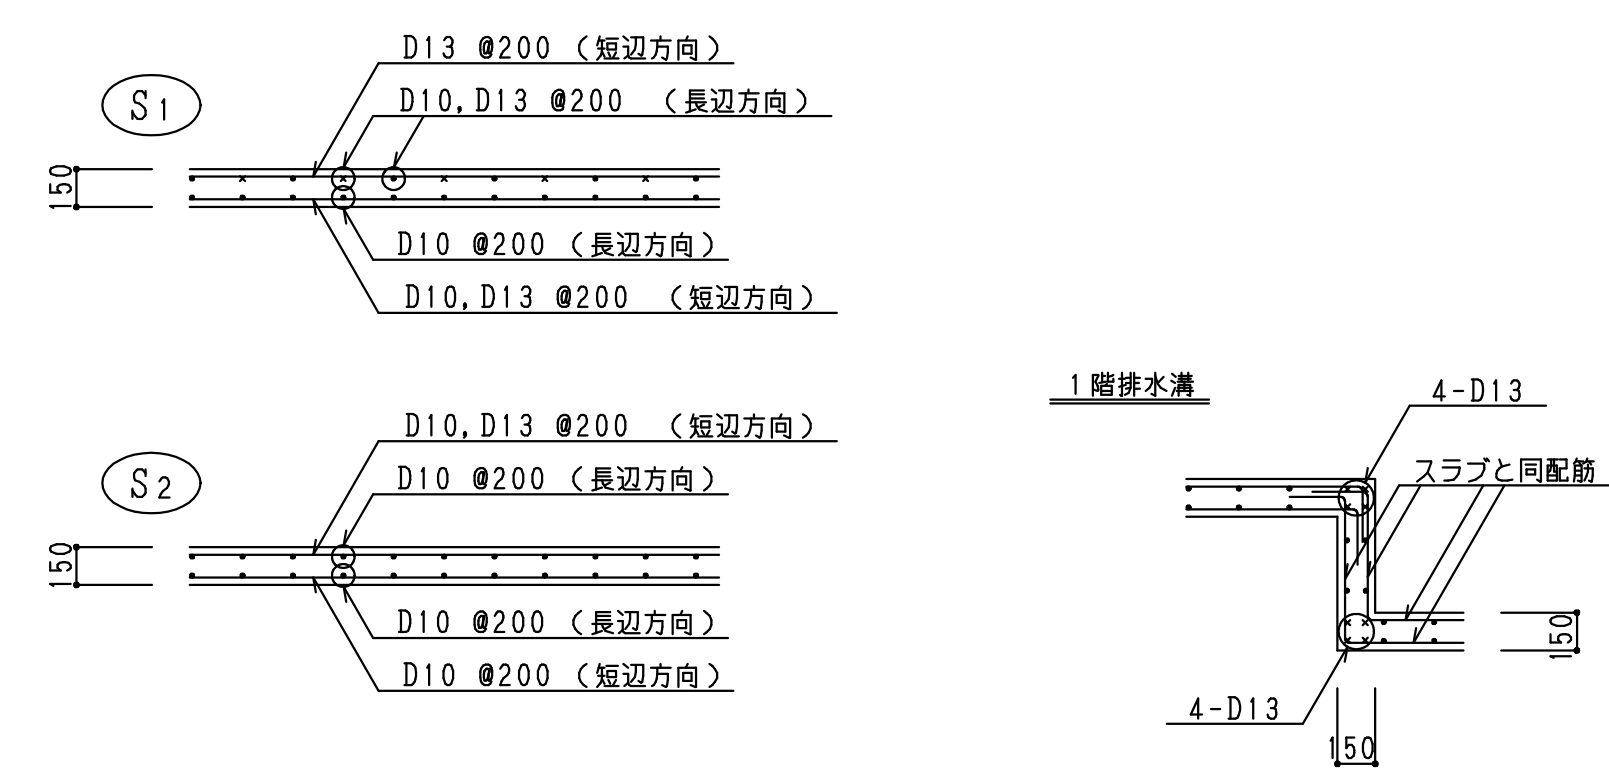 D13 @200 （短辺方向）
S1
D10,D13 @200 （長辺方向）
150
D10 @200 （長辺方向）
D10,D13 @200 （短辺方向）
1階排水溝
4-D13
D10,D13 @200 （短辺方向）
S2
D10 @200 （長辺方向）
スラブと同配筋
150
D10 @200 （長辺方向）
150
D10 @200 （短辺方向）
4-D13
150